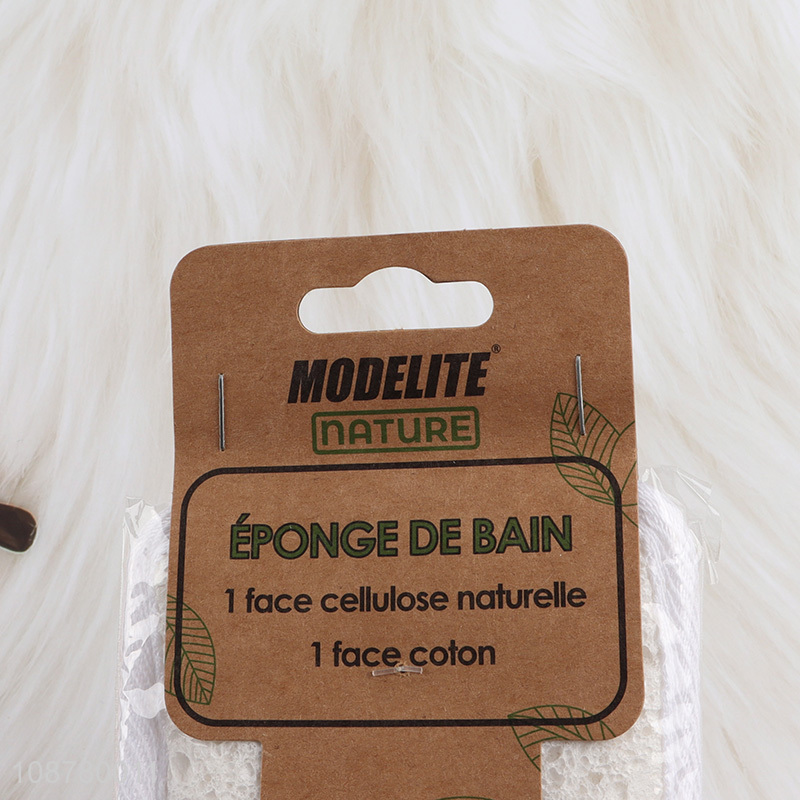 MODELITE®
NATURE
ÉPONGE DE BAIN
1 face cellulose naturelle
1 face coton